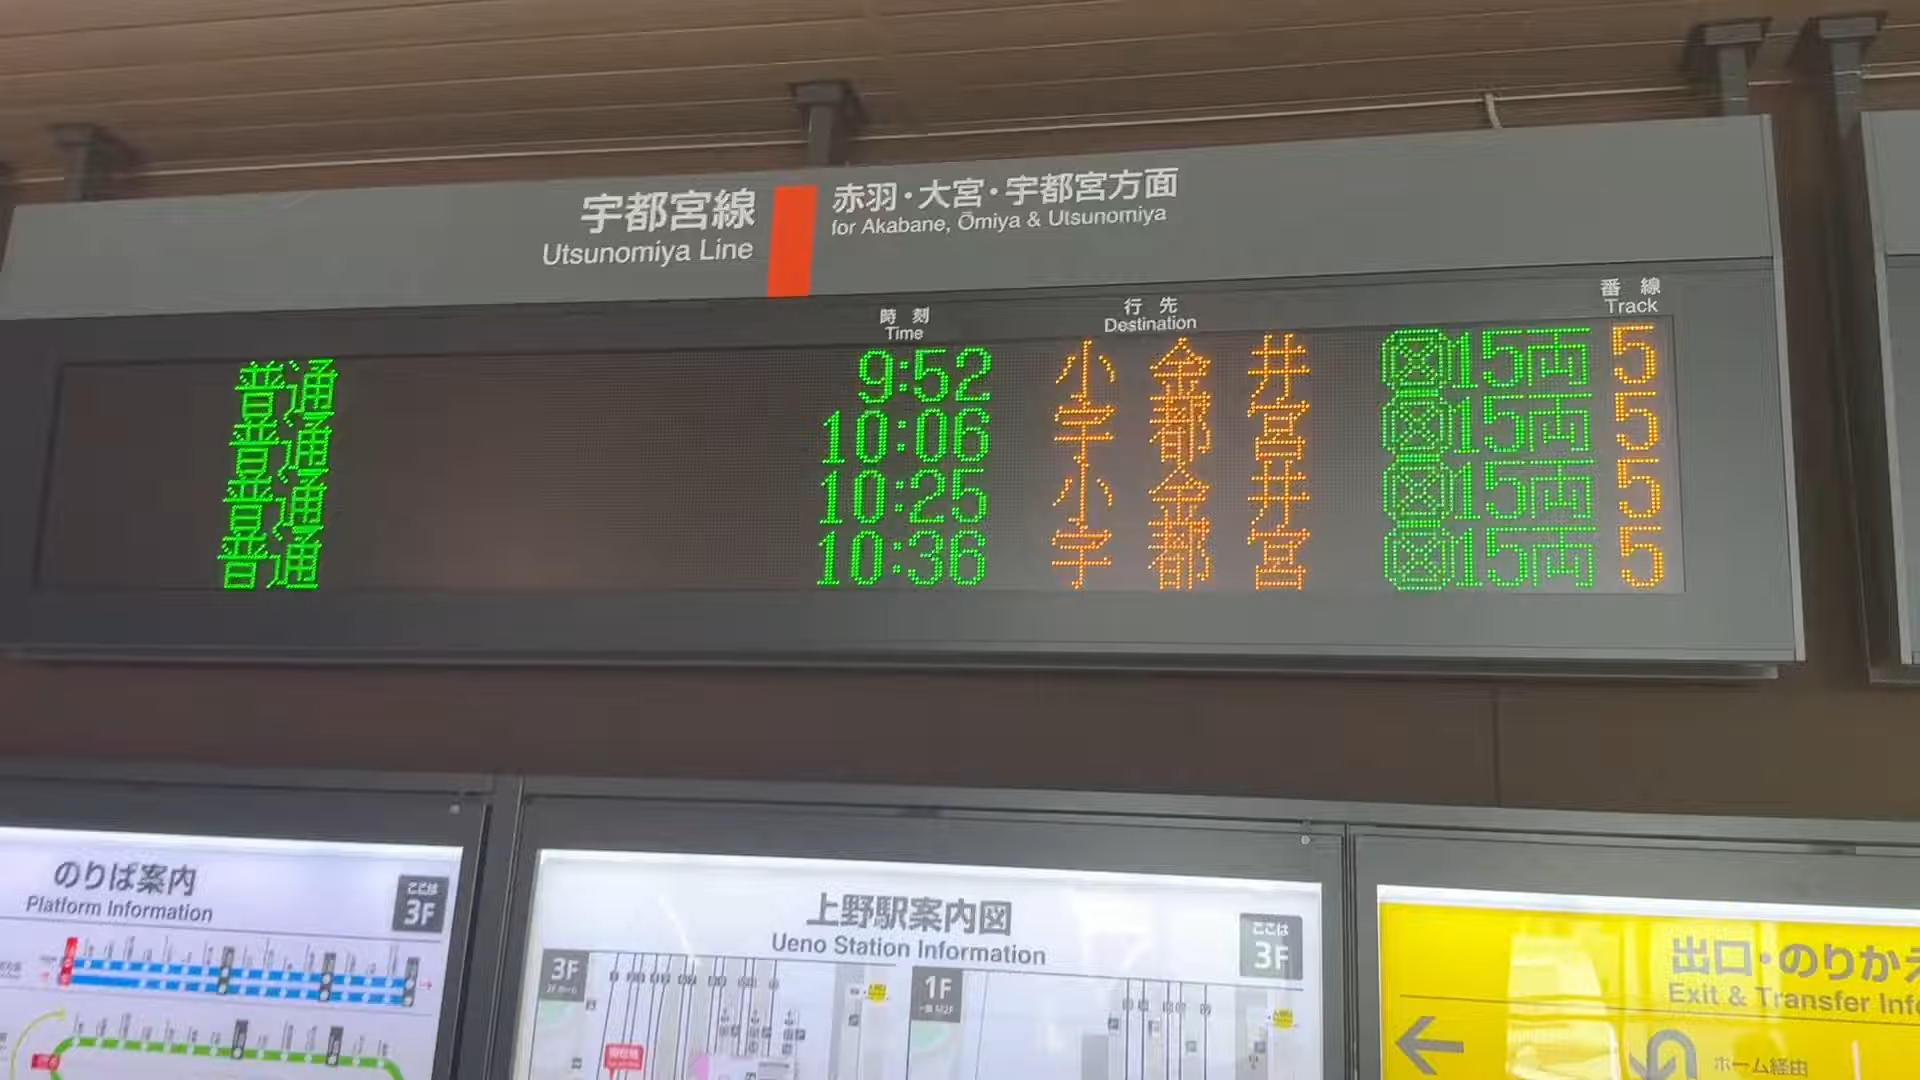 宇都宮線
Utsunomiya Line
赤羽・大宮・宇都宮方面
for Akabane, Ōmiya & Utsunomiya
時刻
Time
行先
Destination
番線
Track
普通 9:52 小金井 15両 5
普通 10:06 宇都宮 15両 5
普通 10:25 小金井 15両 5
普通 10:36 宇都宮 15両 5
のりば案内
Platform Information
ここは
3F
上野駅案内図
Ueno Station Information
ここは
3F
3F
1F
出口・のりかえ
Exit & Transfer Info
ホーム経由